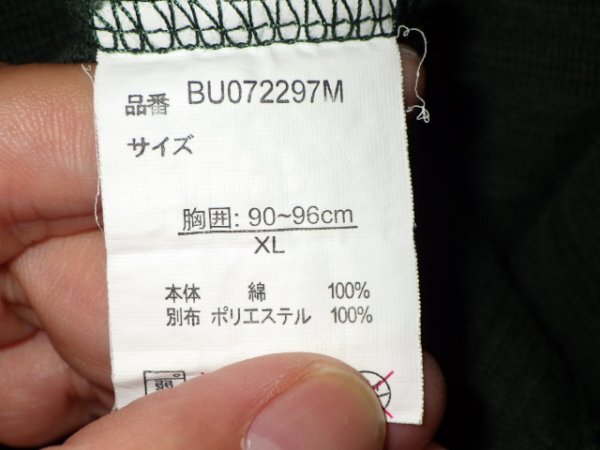 品番 BU072297M
サイズ
胸囲: 90~96cm
XL
本体 綿 100%
別布 ポリエステル 100%
弱